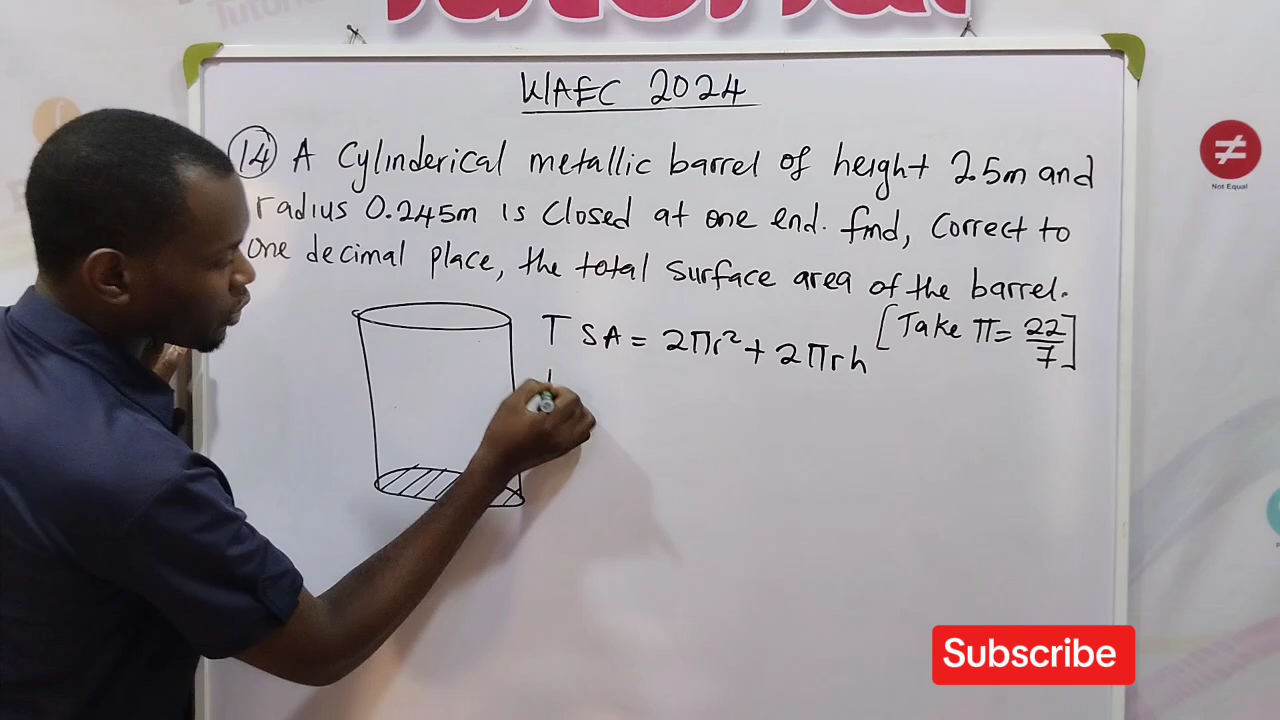 Tutorial
WAEC 2024
14 A Cylinderical metallic barrel of height 2.5m and
radius 0.245m is closed at one end. find, correct to
one decimal place, the total surface area of the barrel.
[Take π = 22/7]
TSA = 2πr² + 2πrh
≠
Not Equal
Subscribe